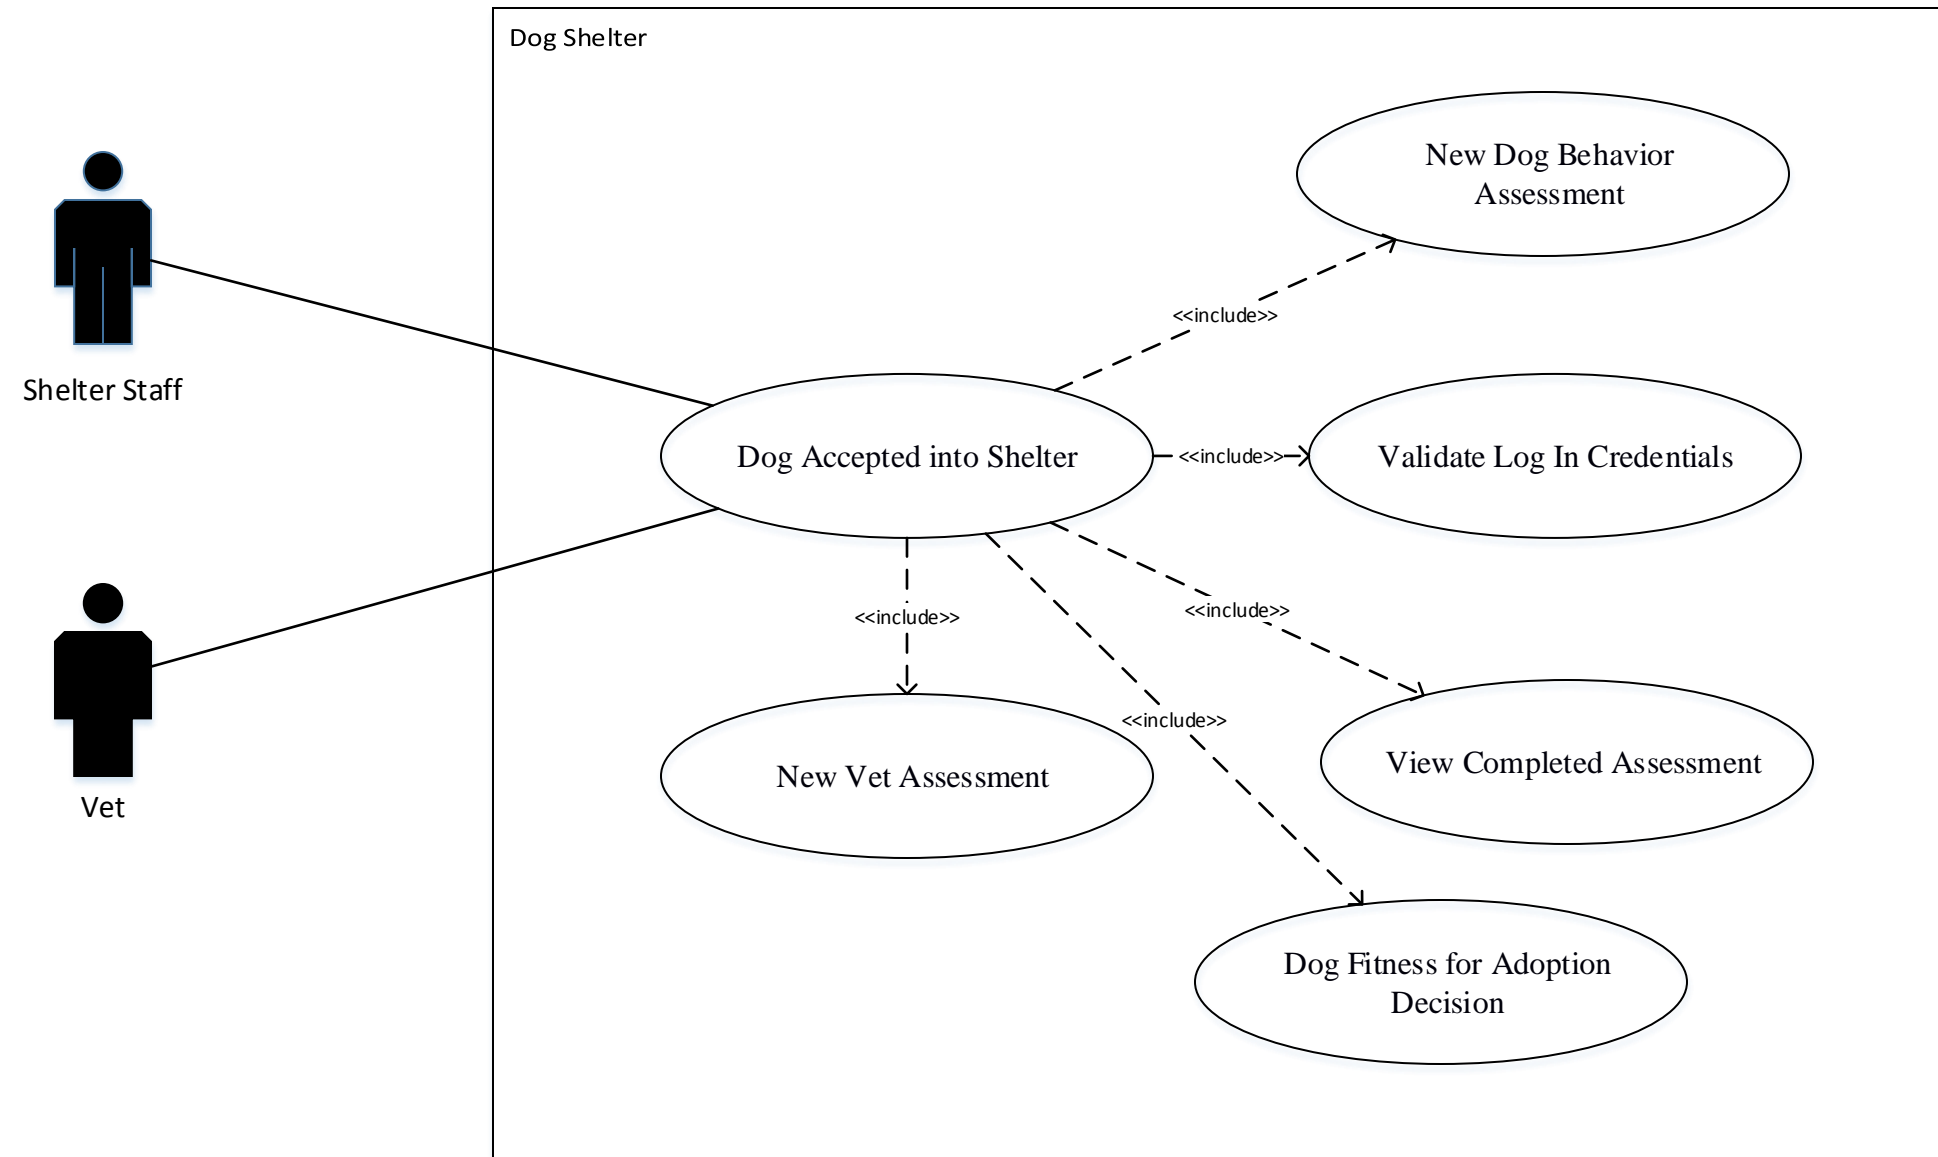 Dog Shelter
New Dog Behavior
Assessment
<<include>>
Shelter Staff
Dog Accepted into Shelter
<<include>>
Validate Log In Credentials
<<include>>
<<include>>
<<include>>
New Vet Assessment
View Completed Assessment
Vet
Dog Fitness for Adoption
Decision